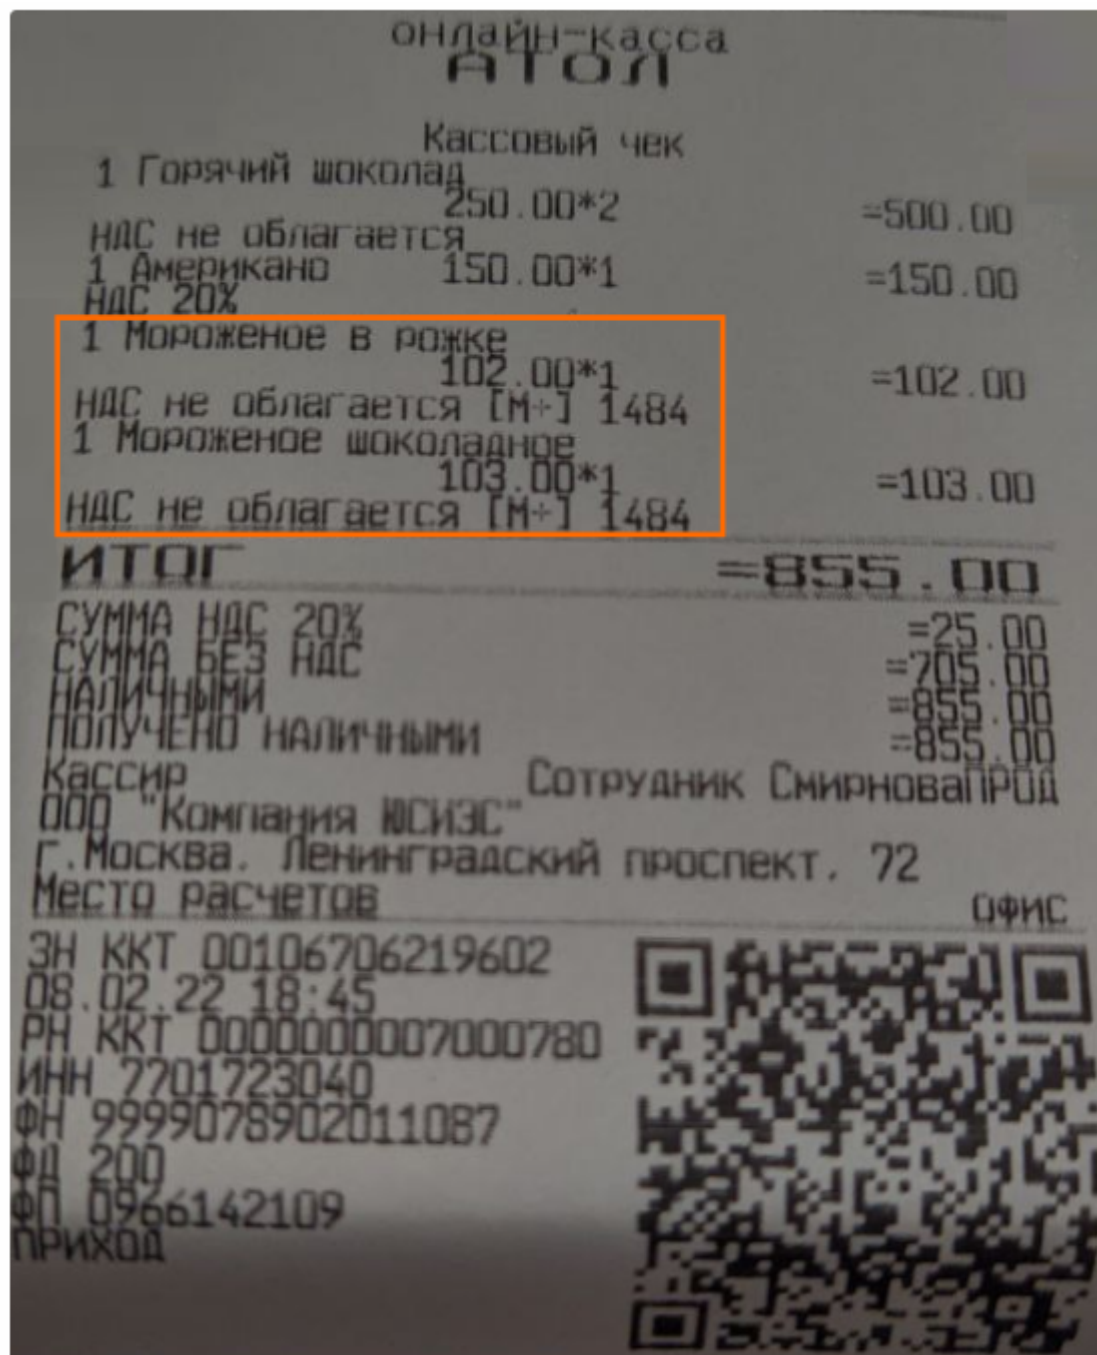 онлайн-касса
АТОЛ
Кассовый чек
1 Горячий шоколад
250.00*2 =500.00
НДС не облагается
1 Американо 150.00*1 =150.00
НДС 20%
1 Мороженое в рожке
102.00*1 =102.00
НДС не облагается [М+] 1484
1 Мороженое шоколадное
103.00*1 =103.00
НДС не облагается [М+] 1484
ИТОГ =855.00
СУММА НДС 20% =25.00
СУММА БЕЗ НДС =705.00
НАЛИЧНЫМИ =855.00
ПОЛУЧЕНО НАЛИЧНЫМИ =855.00
Кассир Сотрудник СмирноваПРОД
ООО "Компания ЮСИЭС"
г.Москва. Ленинградский проспект, 72
Место расчетов ОФИС
ЗН ККТ 00106706219602
08.02.22 18:45
РН ККТ 0000000007000780
ИНН 7701723040
ФН 9999078902011087
ФД 200
ФП 0966142109
ПРИХОД